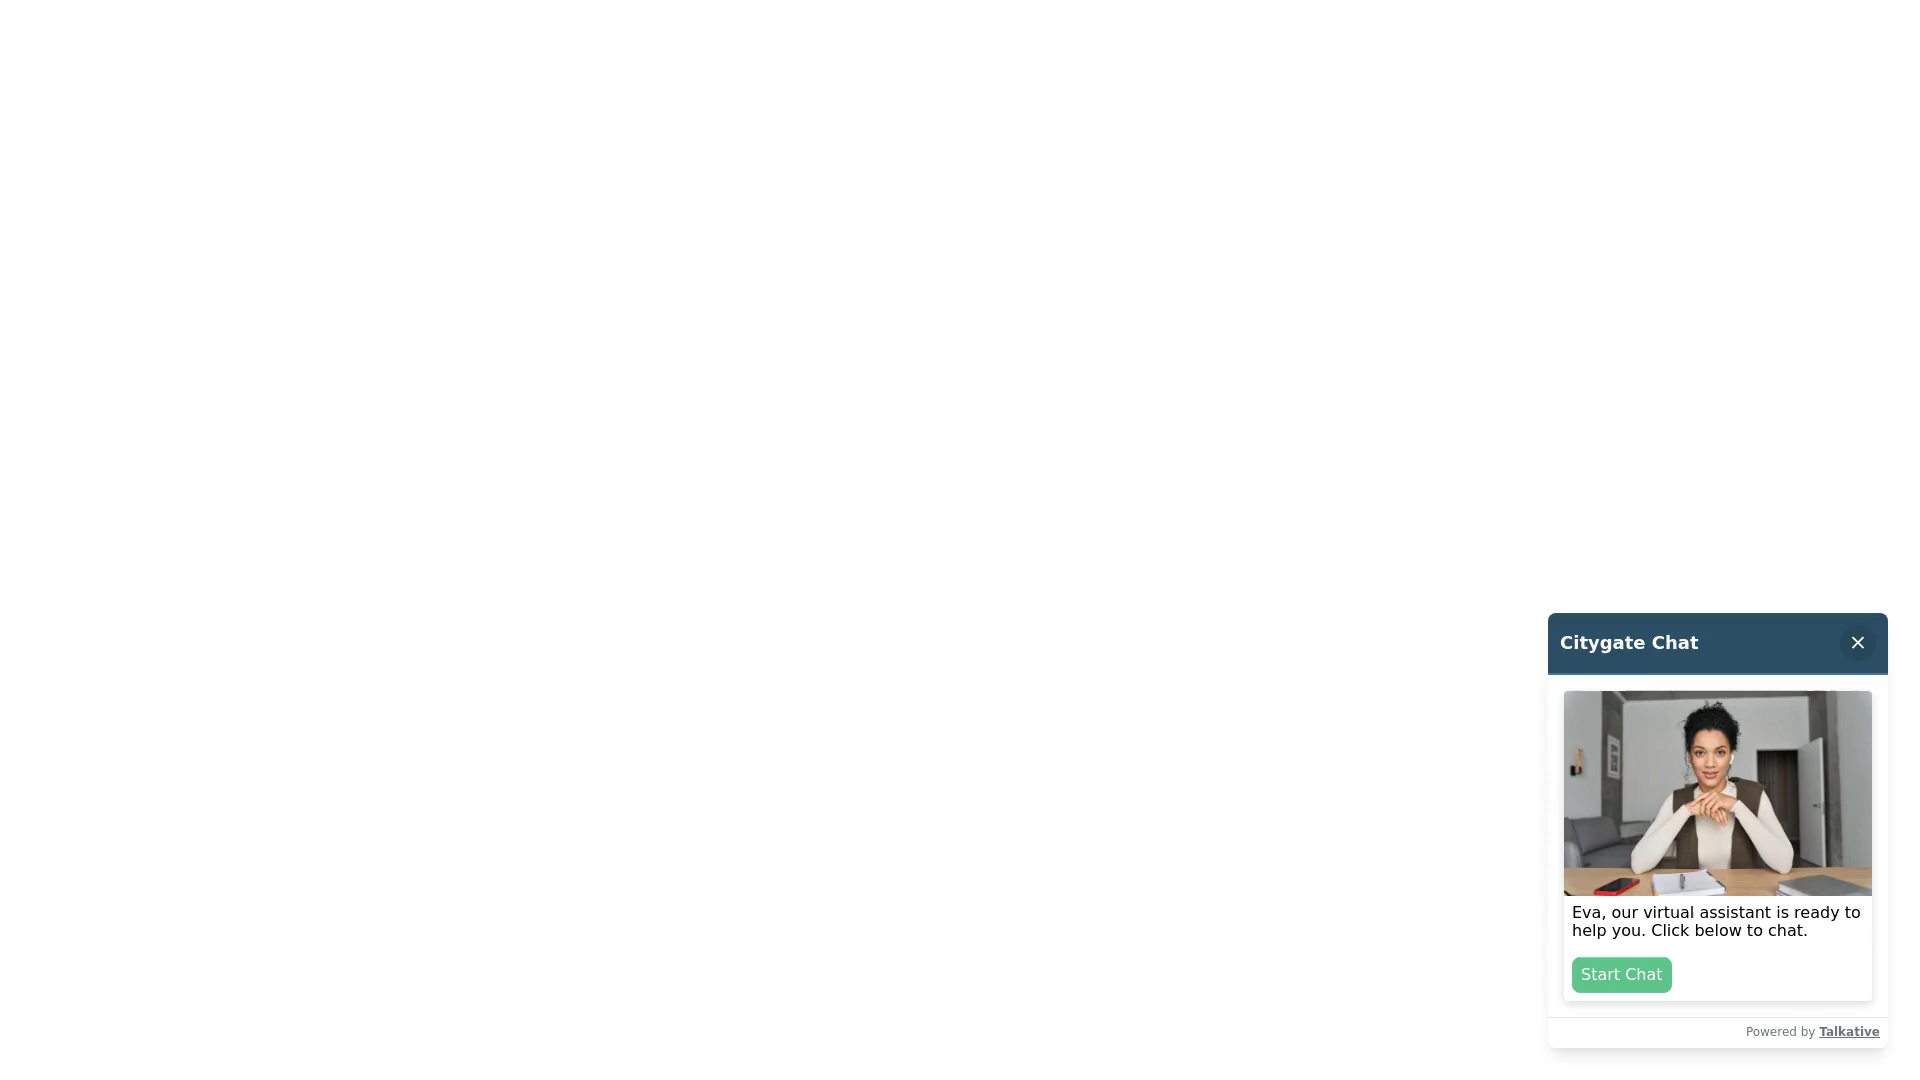 Citygate Chat
Eva, our virtual assistant is ready to
help you. Click below to chat.
Start Chat
Powered by Talkative